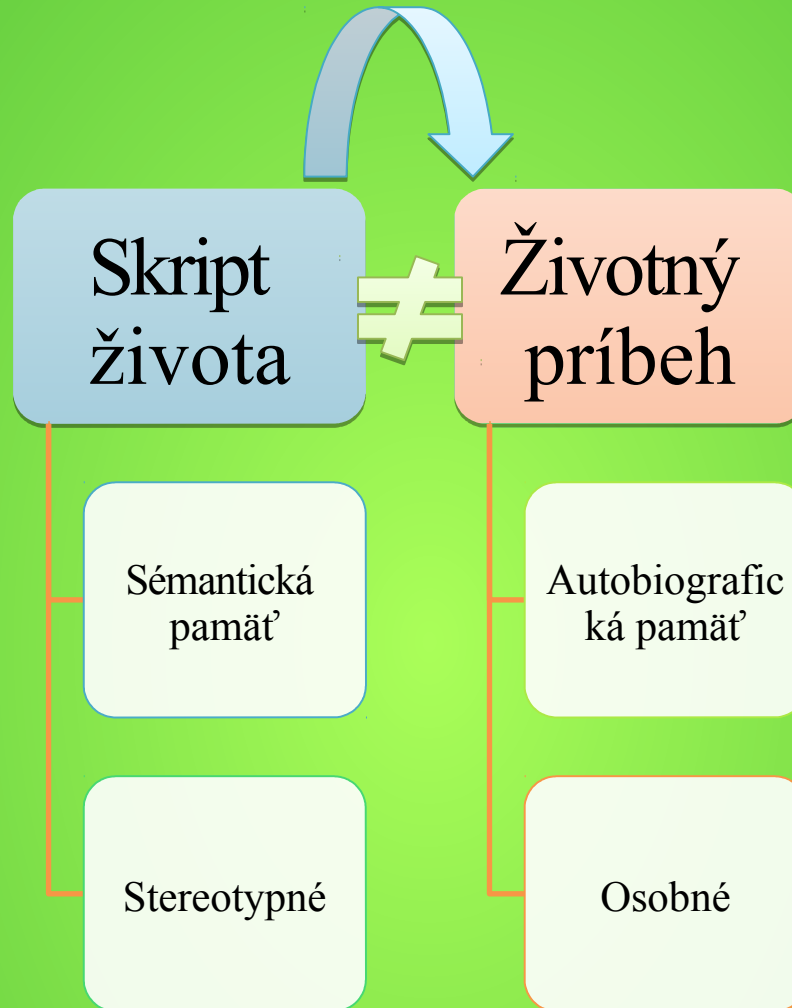 Skript
života
≠
Životný
príbeh
Sémantická
pamäť
Autobiografic
ká pamäť
Stereotypné
Osobné